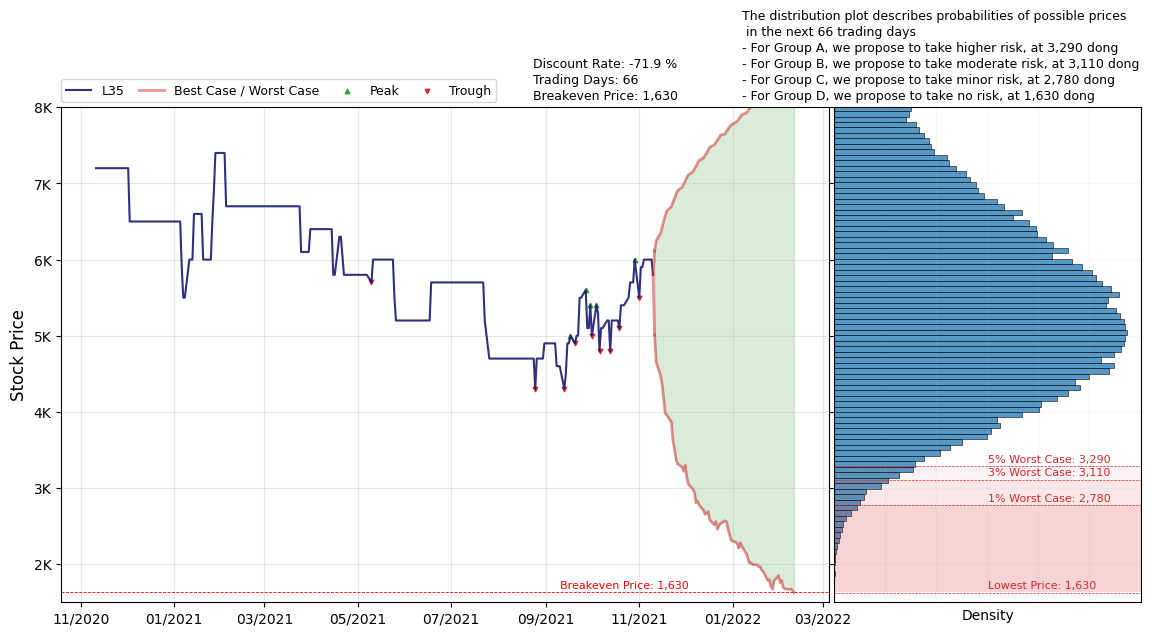 The distribution plot describes probabilities of possible prices
in the next 66 trading days
- For Group A, we propose to take higher risk, at 3,290 dong
- For Group B, we propose to take moderate risk, at 3,110 dong
- For Group C, we propose to take minor risk, at 2,780 dong
- For Group D, we propose to take no risk, at 1,630 dong
Discount Rate: -71.9 %
Trading Days: 66
Breakeven Price: 1,630
L35
Best Case / Worst Case
Peak
Trough
8K
7K
6K
5K
4K
3K
2K
Stock Price
Breakeven Price: 1,630
11/2020
01/2021
03/2021
05/2021
07/2021
09/2021
11/2021
01/2022
03/2022
5% Worst Case: 3,290
3% Worst Case: 3,110
1% Worst Case: 2,780
Lowest Price: 1,630
Density